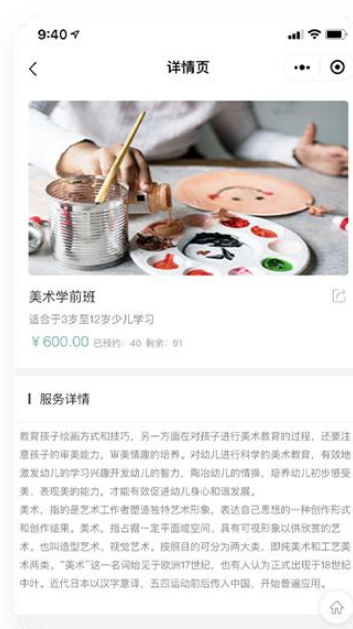 9:40
详情页
美术学前班
适合于3岁至12岁少儿学习
￥600.00 已预约: 40 剩余: 91
服务详情
教育孩子绘画方式和技巧，另一方面在对孩子进行美术教育的过程，还要注
意孩子的审美能力，审美情趣的培养。对幼儿进行科学的美术教育，有效地
激发幼儿的学习兴趣开发幼儿的智力，陶冶幼儿的情操，培养幼儿初步感受
美、表现美的能力，才能有效促进幼儿身心和谐发展。
美术，指的是艺术工作者塑造独特艺术形象，表达自己思想的一种创作形式
和创作结果。美术，指占据一定平面或空间，具有可视形象以供欣赏的艺
术，也叫造型艺术、视觉艺术。按照目的可分为两大类，即纯美术和工艺美
术两类。“美术”这一名词始见于欧洲17世纪，也有人认为正式出现于18世纪
中叶。近代日本以汉字意译，五四运动前后传入中国，开始普遍应用。